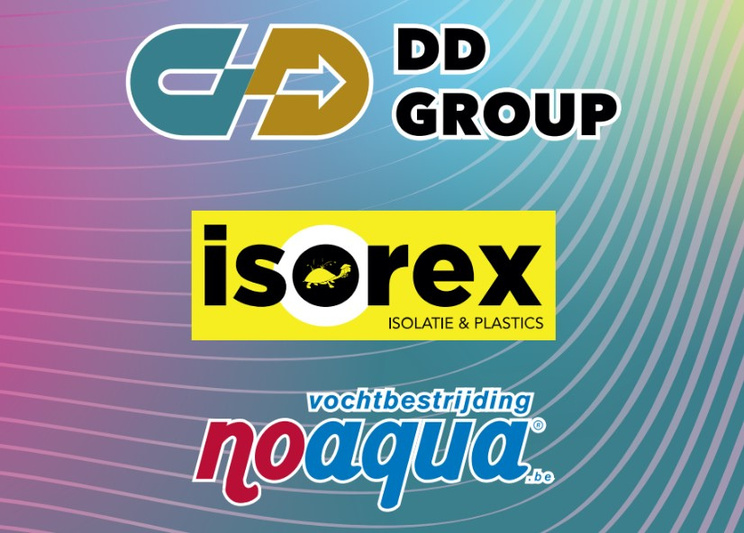 DD
GROUP
isorex
ISOLATIE & PLASTICS
vochtbestrijding
noaqua®
.be